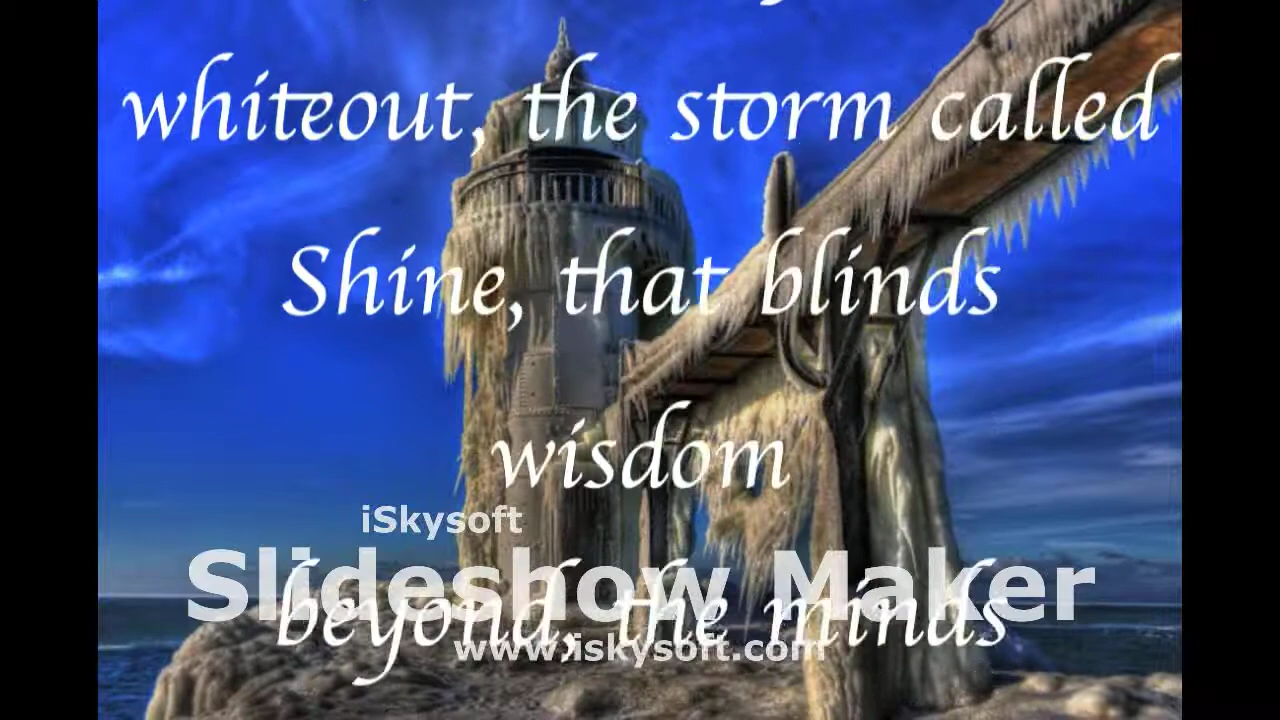 whiteout, the storm called
Shine, that blinds
wisdom
iSkysoft
Slideshow Maker
beyond, the minds
www.iskysoft.com